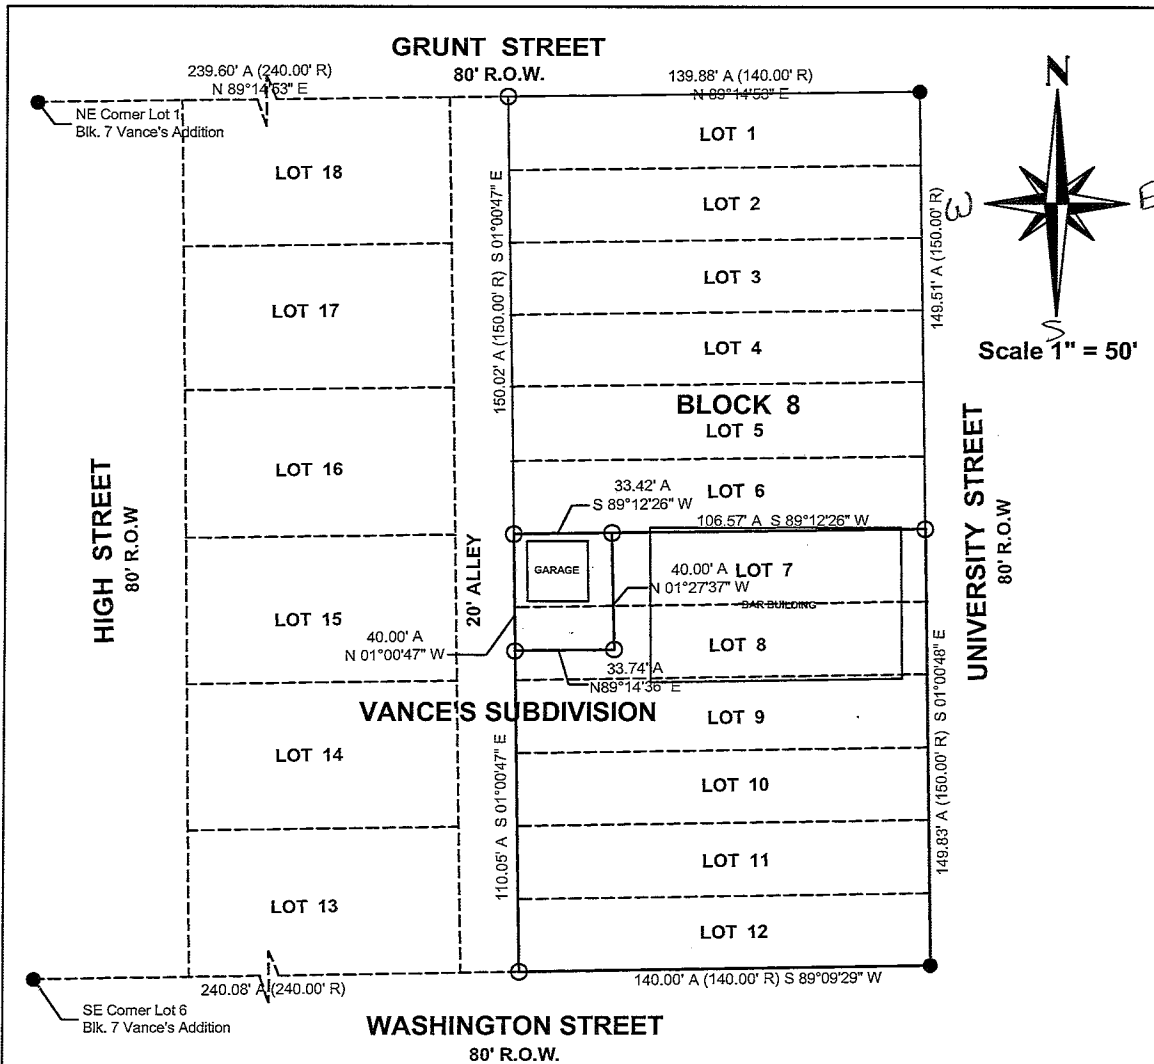 GRUNT STREET
80' R.O.W.
239.60' A (240.00' R)
N 89°14'53" E
139.88' A (140.00' R)
N 89°14'53" E
N
NE Corner Lot 1
Blk. 7 Vance's Addition
LOT 1
LOT 18
LOT 2
W
E
S
Scale 1" = 50'
150.02' A (150.00' R) S 01°00'47" E
149.51' A (150.00' R)
LOT 3
LOT 17
LOT 4
BLOCK 8
LOT 5
LOT 16
LOT 6
33.42' A
S 89°12'26" W
106.57' A S 89°12'26" W
HIGH STREET
80' R.O.W
20' ALLEY
UNIVERSITY STREET
80' R.O.W
GARAGE
LOT 7
40.00' A
N 01°27'37" W
BAR BUILDING
LOT 15
40.00' A
N 01°00'47" W
LOT 8
33.74' A
N89°14'36" E
VANCE'S SUBDIVISION
LOT 9
LOT 14
LOT 10
110.05' A S 01°00'47" E
149.83' A (150.00' R) S 01°00'48" E
LOT 11
LOT 13
LOT 12
240.08' A (240.00' R)
140.00' A (140.00' R) S 89°09'29" W
SE Corner Lot 6
Blk. 7 Vance's Addition
WASHINGTON STREET
80' R.O.W.